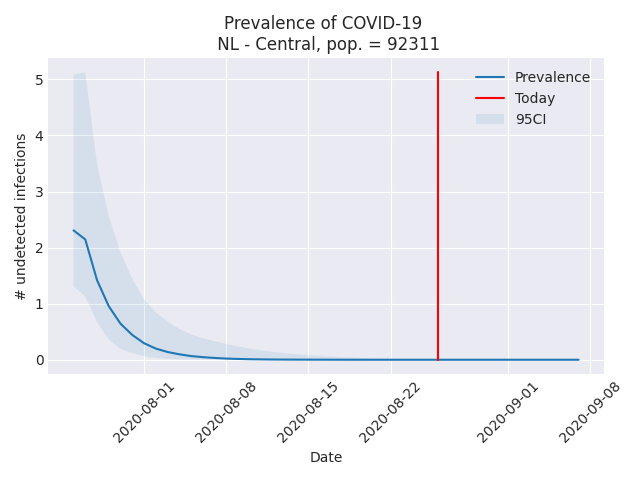 Prevalence of COVID-19
NL - Central, pop. = 92311
Prevalence
Today
95CI
# undetected infections
5
4
3
2
1
0
2020-08-01
2020-08-08
2020-08-15
2020-08-22
2020-09-01
2020-09-08
Date